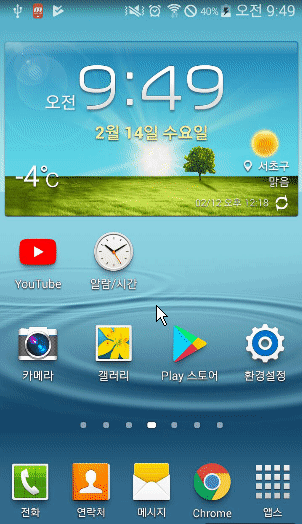 40% 오전 9:49
오전 9:49
2월 14일 수요일
-4°C
서초구
맑음
02/13 오후 12:18
YouTube 알람/시간
카메라 갤러리 Play 스토어 환경설정
전화 연락처 메시지 Chrome 앱스